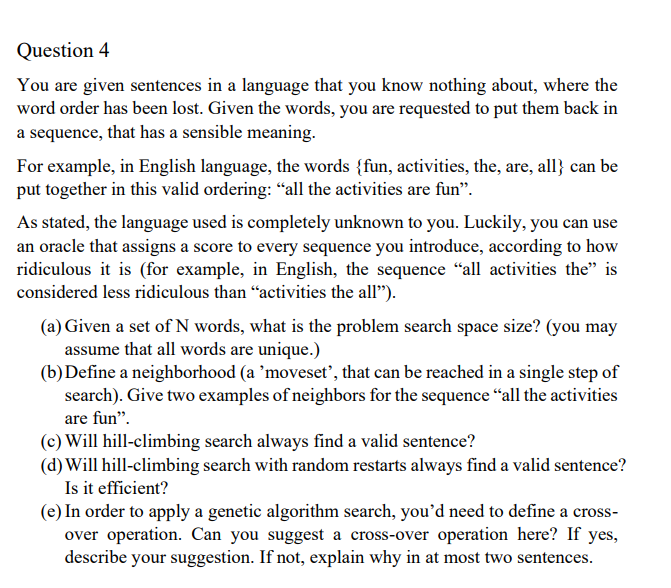 Question 4
You are given sentences in a language that you know nothing about, where the
word order has been lost. Given the words, you are requested to put them back in
a sequence, that has a sensible meaning.
For example, in English language, the words {fun, activities, the, are, all} can be
put together in this valid ordering: “all the activities are fun”.
As stated, the language used is completely unknown to you. Luckily, you can use
an oracle that assigns a score to every sequence you introduce, according to how
ridiculous it is (for example, in English, the sequence “all activities the” is
considered less ridiculous than “activities the all”).
(a) Given a set of N words, what is the problem search space size? (you may
assume that all words are unique.)
(b) Define a neighborhood (a ’moveset’, that can be reached in a single step of
search). Give two examples of neighbors for the sequence “all the activities
are fun”.
(c) Will hill-climbing search always find a valid sentence?
(d) Will hill-climbing search with random restarts always find a valid sentence?
Is it efficient?
(e) In order to apply a genetic algorithm search, you’d need to define a cross-
over operation. Can you suggest a cross-over operation here? If yes,
describe your suggestion. If not, explain why in at most two sentences.